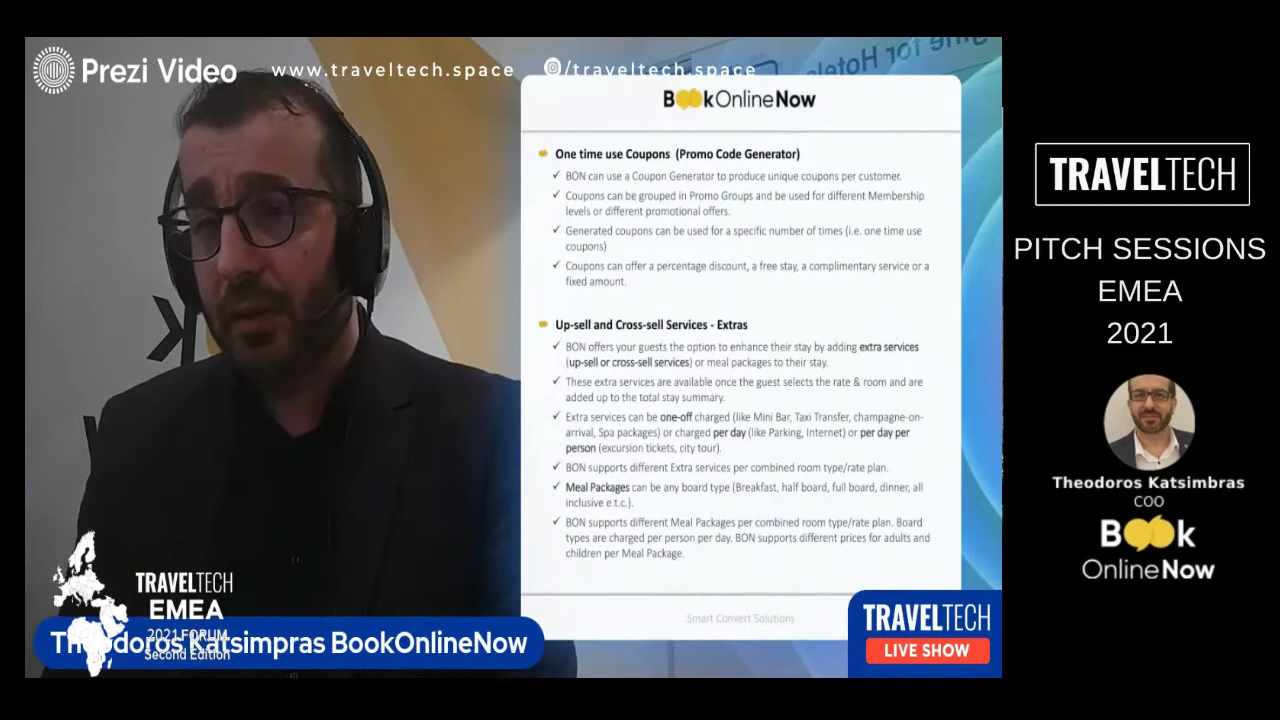 Prezi Video
www.traveltech.space
/traveltech.space
BookOnlineNow
One time use Coupons (Promo Code Generator)
✓ BON can use a Coupon Generator to produce unique coupons per customer.
✓ Coupons can be grouped in Promo Groups and be used for different Membership
levels or different promotional offers.
✓ Generated coupons can be used for a specific number of times (i.e. one time use
coupons)
✓ Coupons can offer a percentage discount, a free stay, a complimentary service or a
fixed amount.
Up-sell and Cross-sell Services - Extras
✓ BON offers your guests the option to enhance their stay by adding extra services
(up-sell or cross-sell services) or meal packages to their stay.
✓ These extra services are available once the guest selects the rate & room and are
added up to the total stay summary.
✓ Extra services can be one-off charged (like Mini Bar, Taxi Transfer, champagne-on-
arrival, Spa packages) or charged per day (like Parking, Internet) or per day per
person (excursion tickets, city tour).
✓ BON supports different Extra services per combined room type/rate plan.
✓ Meal Packages can be any board type (Breakfast, half board, full board, dinner, all
inclusive e.t.c.).
✓ BON supports different Meal Packages per combined room type/rate plan. Board
types are charged per person per day. BON supports different prices for adults and
children per Meal Package.
Smart Convert Solutions
TRAVELTECH
EMEA
2021 FORUM
Second Edition
Theodoros Katsimpras BookOnlineNow
TRAVELTECH
LIVE SHOW
TRAVELTECH
PITCH SESSIONS
EMEA
2021
Theodoros Katsimbras
COO
Book
OnlineNow